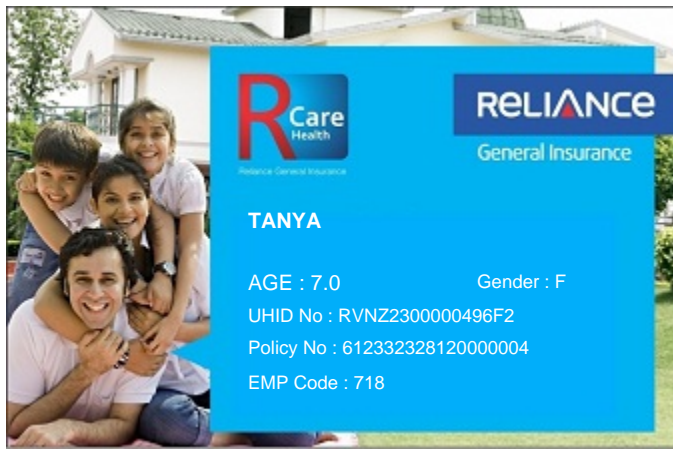 R Care
Health
Reliance General Insurance
RELIANCE
General Insurance
TANYA
AGE : 7.0 Gender : F
UHID No : RVNZ2300000496F2
Policy No : 612332328120000004
EMP Code : 718